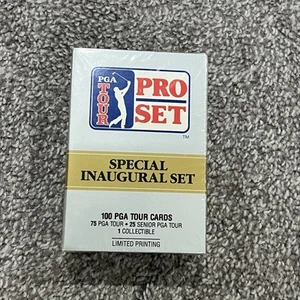 PGA
TOUR
PRO
SET
TM
SPECIAL
INAUGURAL SET
100 PGA TOUR CARDS
75 PGA TOUR • 25 SENIOR PGA TOUR
1 COLLECTIBLE
LIMITED PRINTING